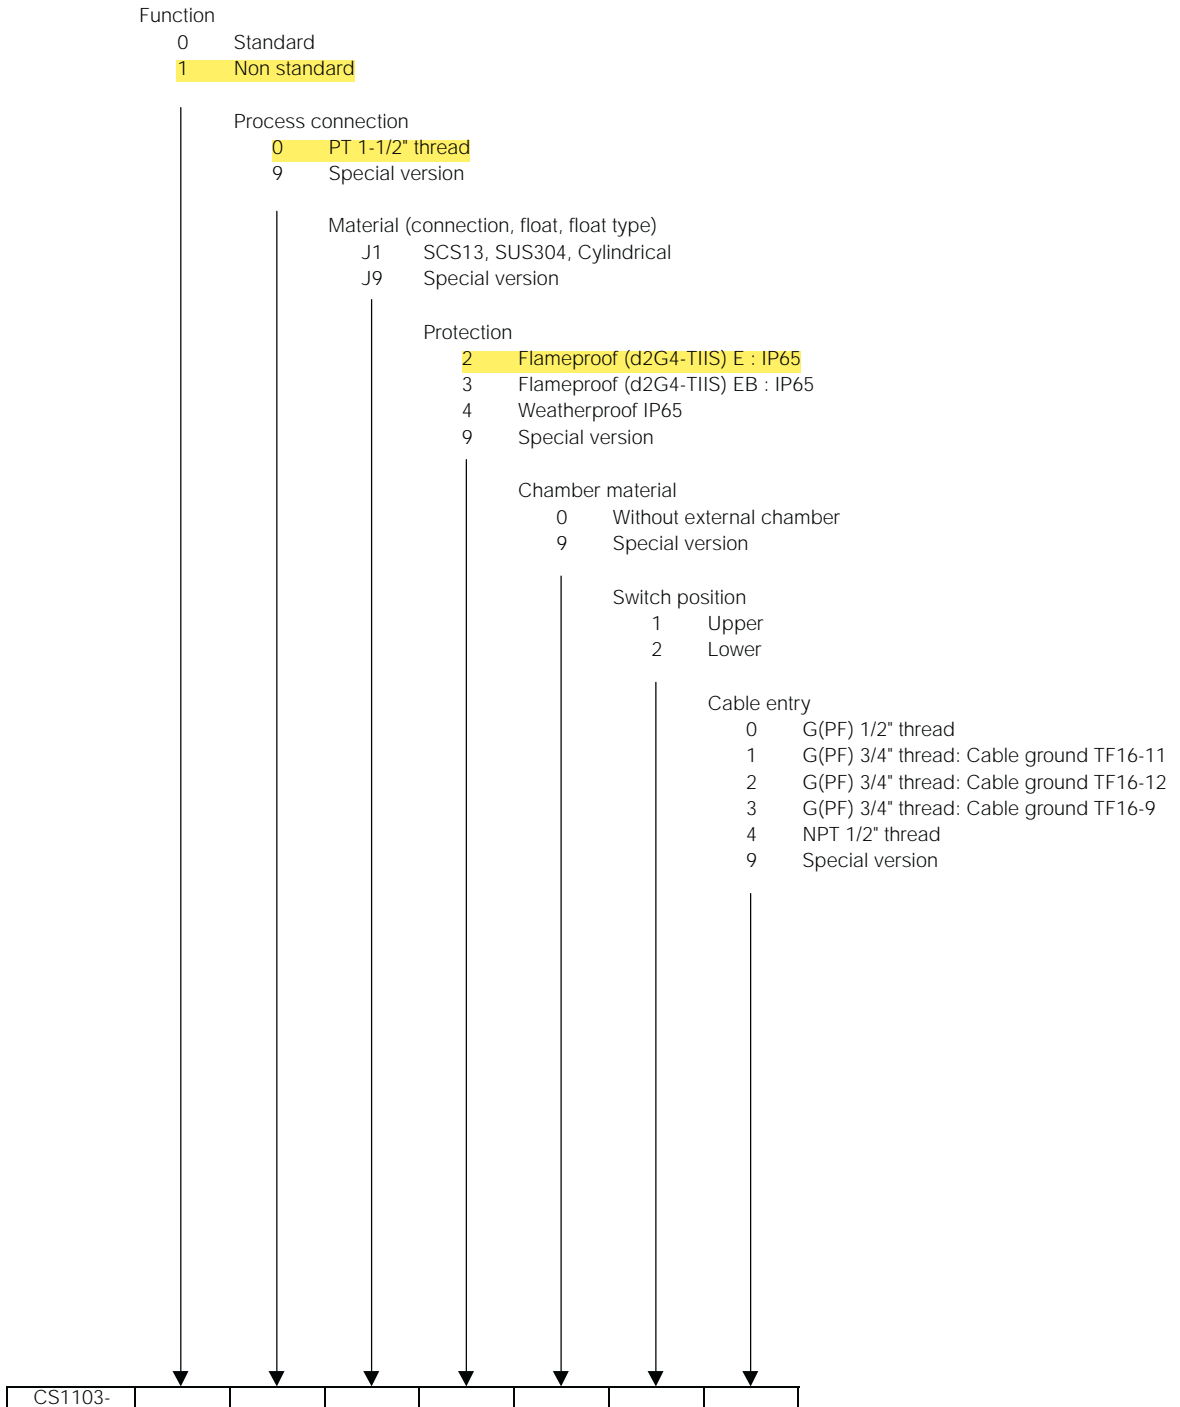 Function
0 Standard
1 Non standard
Process connection
0 PT 1-1/2" thread
9 Special version
Material (connection, float, float type)
J1 SCS13, SUS304, Cylindrical
J9 Special version
Protection
2 Flameproof (d2G4-TIIS) E : IP65
3 Flameproof (d2G4-TIIS) EB : IP65
4 Weatherproof IP65
9 Special version
Chamber material
0 Without external chamber
9 Special version
Switch position
1 Upper
2 Lower
Cable entry
0 G(PF) 1/2" thread
1 G(PF) 3/4" thread: Cable ground TF16-11
2 G(PF) 3/4" thread: Cable ground TF16-12
3 G(PF) 3/4" thread: Cable ground TF16-9
4 NPT 1/2" thread
9 Special version
CS1103-